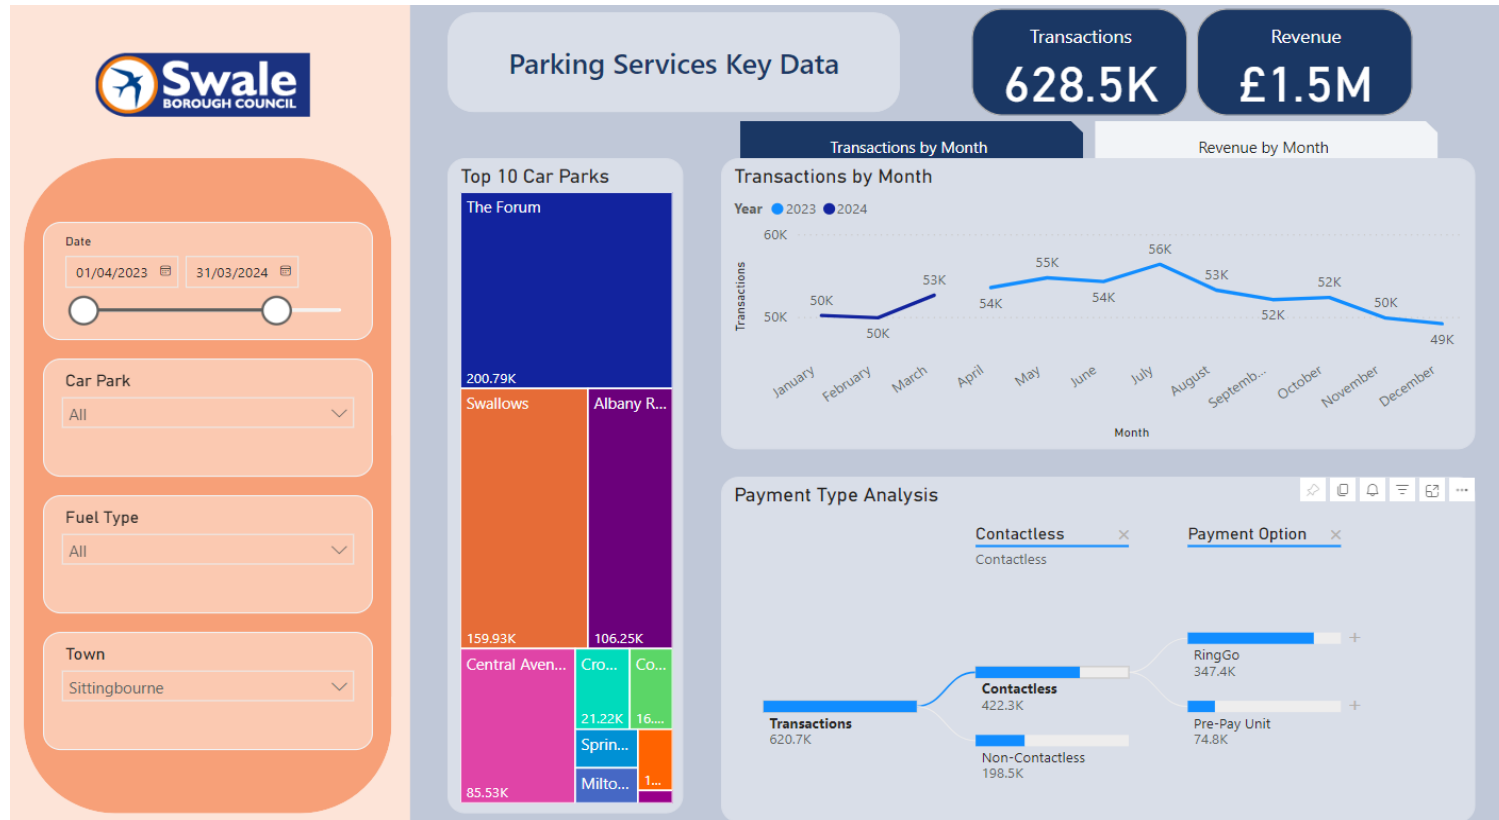 Swale
BOROUGH COUNCIL
Parking Services Key Data
Transactions
628.5K
Revenue
£1.5M
Transactions by Month
Revenue by Month
Date
01/04/2023
31/03/2024
Car Park
All
Fuel Type
All
Town
Sittingbourne
Top 10 Car Parks
The Forum
200.79K
Swallows
159.93K
Albany R...
106.25K
Central Aven...
85.53K
Cro...
21.22K
Co...
16....
Sprin...
Milto...
1...
Transactions by Month
Year 2023 2024
Transactions
60K
50K
50K
50K
53K
54K
55K
54K
56K
53K
52K
52K
50K
49K
January
February
March
April
May
June
July
August
Septemb...
October
November
December
Month
Payment Type Analysis
Contactless
Contactless
Payment Option
Transactions
620.7K
Contactless
422.3K
Non-Contactless
198.5K
RingGo
347.4K
Pre-Pay Unit
74.8K